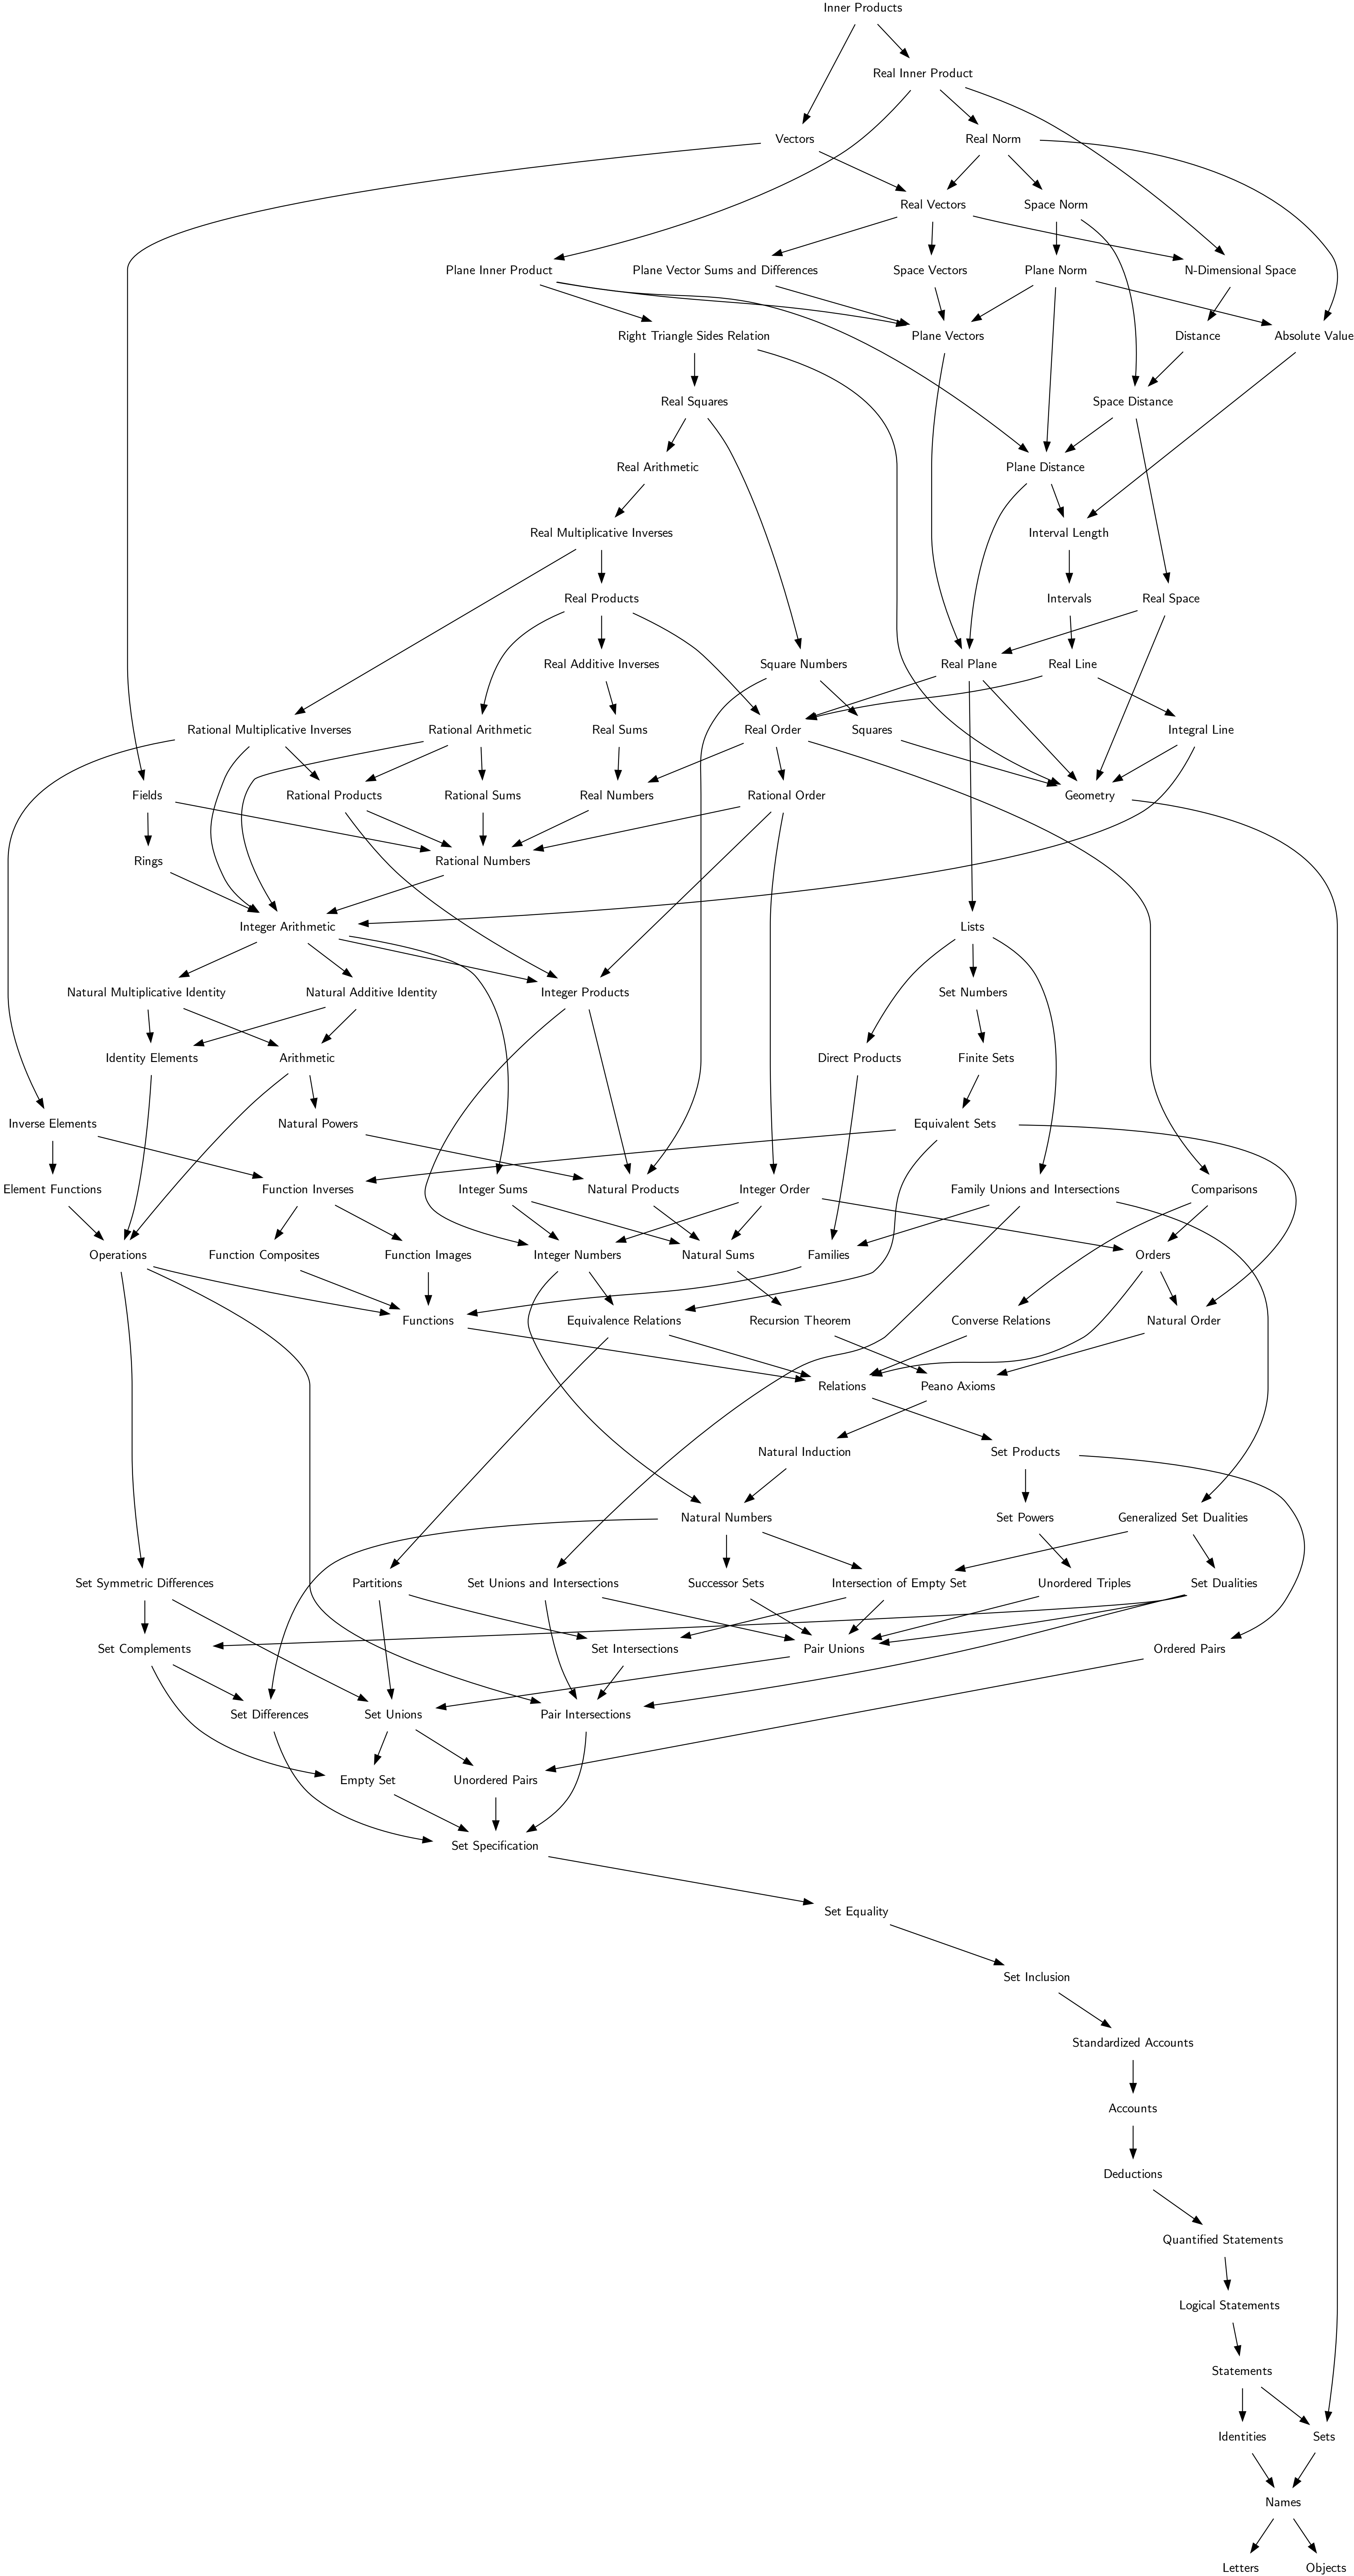 Inner Products
Real Inner Product
Vectors
Real Norm
Real Vectors
Space Norm
Plane Inner Product
Plane Vector Sums and Differences
Space Vectors
Plane Norm
N-Dimensional Space
Right Triangle Sides Relation
Plane Vectors
Distance
Absolute Value
Real Squares
Space Distance
Real Arithmetic
Plane Distance
Real Multiplicative Inverses
Interval Length
Real Products
Intervals
Real Space
Real Additive Inverses
Square Numbers
Real Plane
Real Line
Rational Multiplicative Inverses
Rational Arithmetic
Real Sums
Real Order
Squares
Integral Line
Fields
Rational Products
Rational Sums
Real Numbers
Rational Order
Geometry
Rings
Rational Numbers
Integer Arithmetic
Lists
Natural Multiplicative Identity
Natural Additive Identity
Integer Products
Set Numbers
Identity Elements
Arithmetic
Direct Products
Finite Sets
Inverse Elements
Natural Powers
Equivalent Sets
Element Functions
Function Inverses
Integer Sums
Natural Products
Integer Order
Family Unions and Intersections
Comparisons
Operations
Function Composites
Function Images
Integer Numbers
Natural Sums
Families
Orders
Functions
Equivalence Relations
Recursion Theorem
Converse Relations
Natural Order
Relations
Peano Axioms
Natural Induction
Set Products
Natural Numbers
Set Powers
Generalized Set Dualities
Set Symmetric Differences
Partitions
Set Unions and Intersections
Successor Sets
Intersection of Empty Set
Unordered Triples
Set Dualities
Set Complements
Set Intersections
Pair Unions
Ordered Pairs
Set Differences
Set Unions
Pair Intersections
Empty Set
Unordered Pairs
Set Specification
Set Equality
Set Inclusion
Standardized Accounts
Accounts
Deductions
Quantified Statements
Logical Statements
Statements
Identities
Sets
Names
Letters
Objects